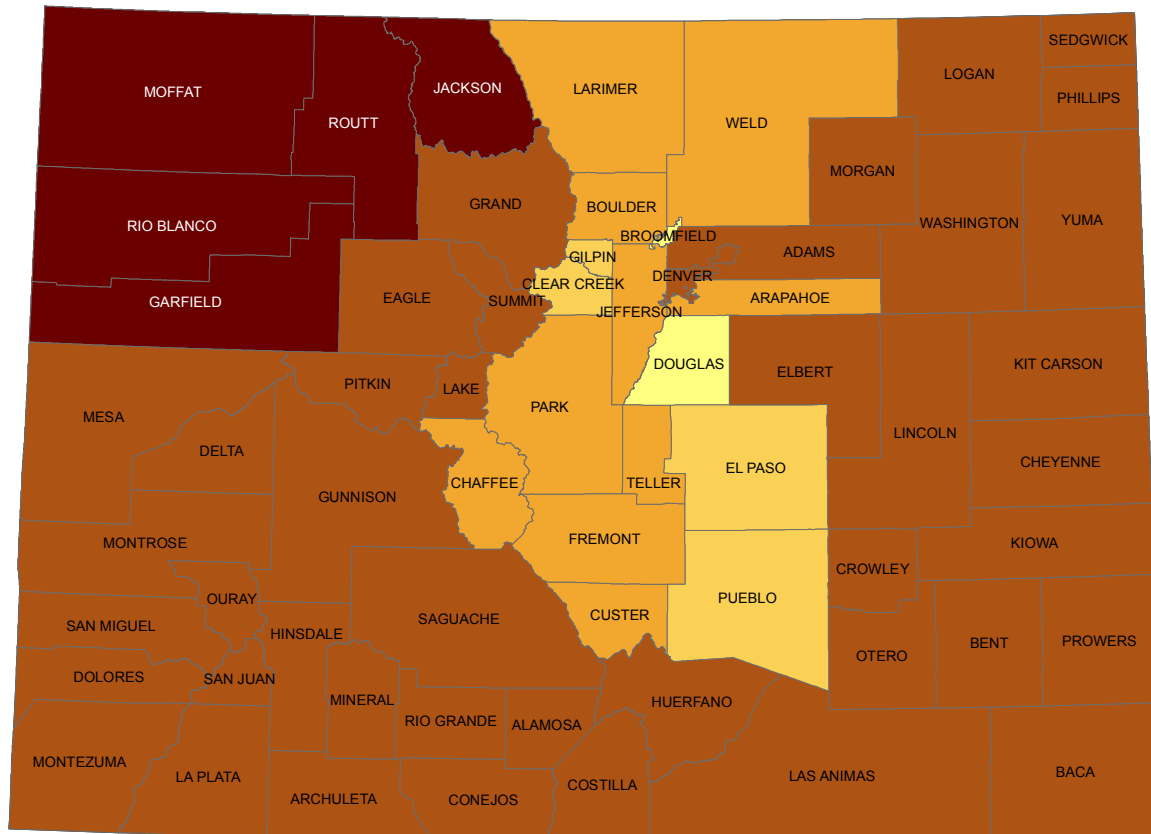 SEDGWICK
LOGAN
MOFFAT
JACKSON
LARIMER
PHILLIPS
ROUTT
WELD
MORGAN
GRAND
BOULDER
RIO BLANCO
WASHINGTON
YUMA
BROOMFIELD
GILPIN
ADAMS
DENVER
CLEAR CREEK
EAGLE
SUMMIT
GARFIELD
ARAPAHOE
JEFFERSON
DOUGLAS
ELBERT
KIT CARSON
PITKIN
LAKE
MESA
PARK
LINCOLN
DELTA
CHEYENNE
EL PASO
CHAFFEE
TELLER
GUNNISON
MONTROSE
FREMONT
KIOWA
CROWLEY
OURAY
PUEBLO
CUSTER
SAN MIGUEL
HINSDALE
SAGUACHE
OTERO
BENT
PROWERS
DOLORES
SAN JUAN
MINERAL
HUERFANO
RIO GRANDE
ALAMOSA
MONTEZUMA
LA PLATA
LAS ANIMAS
BACA
COSTILLA
ARCHULETA
CONEJOS